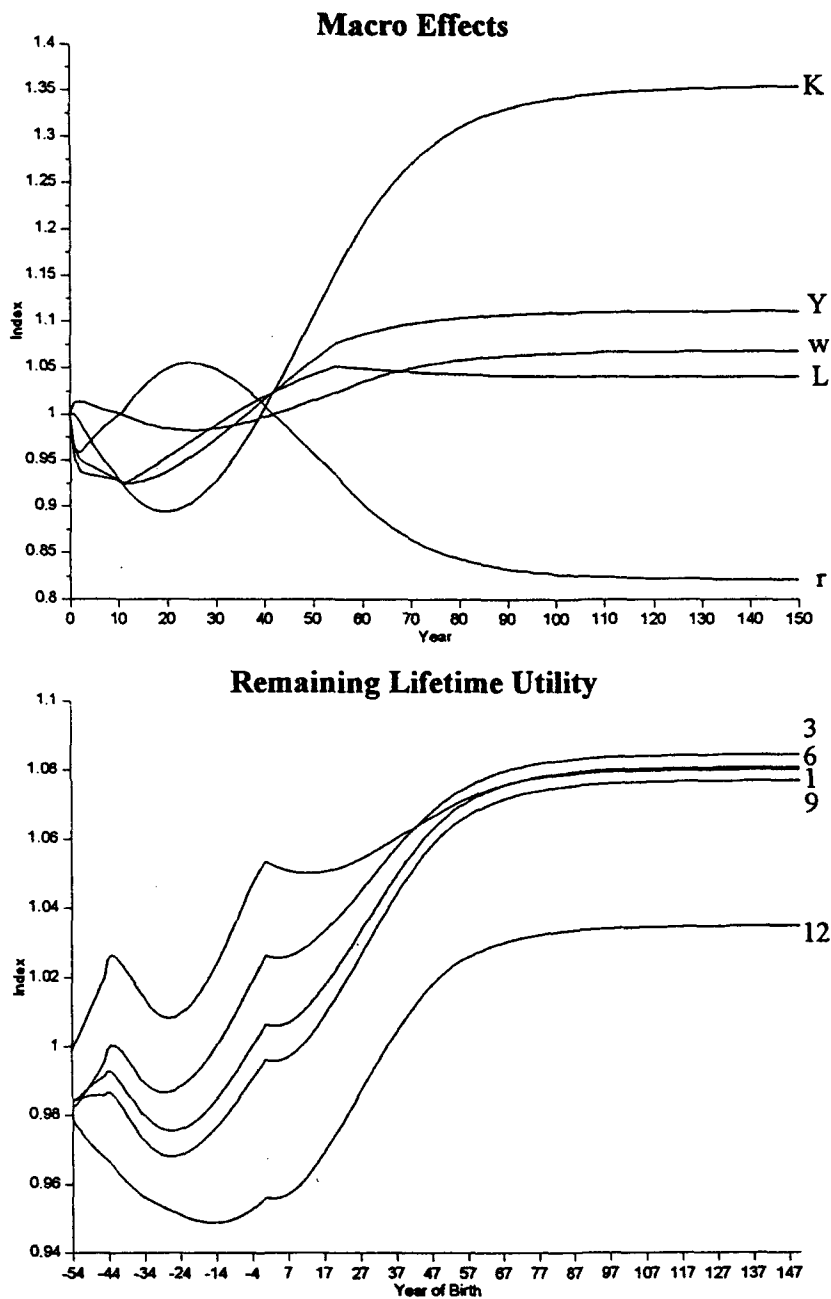 Macro Effects
1.4
1.35
1.3
1.25
1.2
1.15
1.1
1.05
1
0.95
0.9
0.85
0.8
Index
K
Y
w
L
r
0 10 20 30 40 50 60 70 80 90 100 110 120 130 140 150
Year
Remaining Lifetime Utility
1.1
1.08
1.06
1.04
1.02
1
0.98
0.96
0.94
Index
3
6
1
9
12
-54 -44 -34 -24 -14 -4 7 17 27 37 47 57 67 77 87 97 107 117 127 137 147
Year of Birth